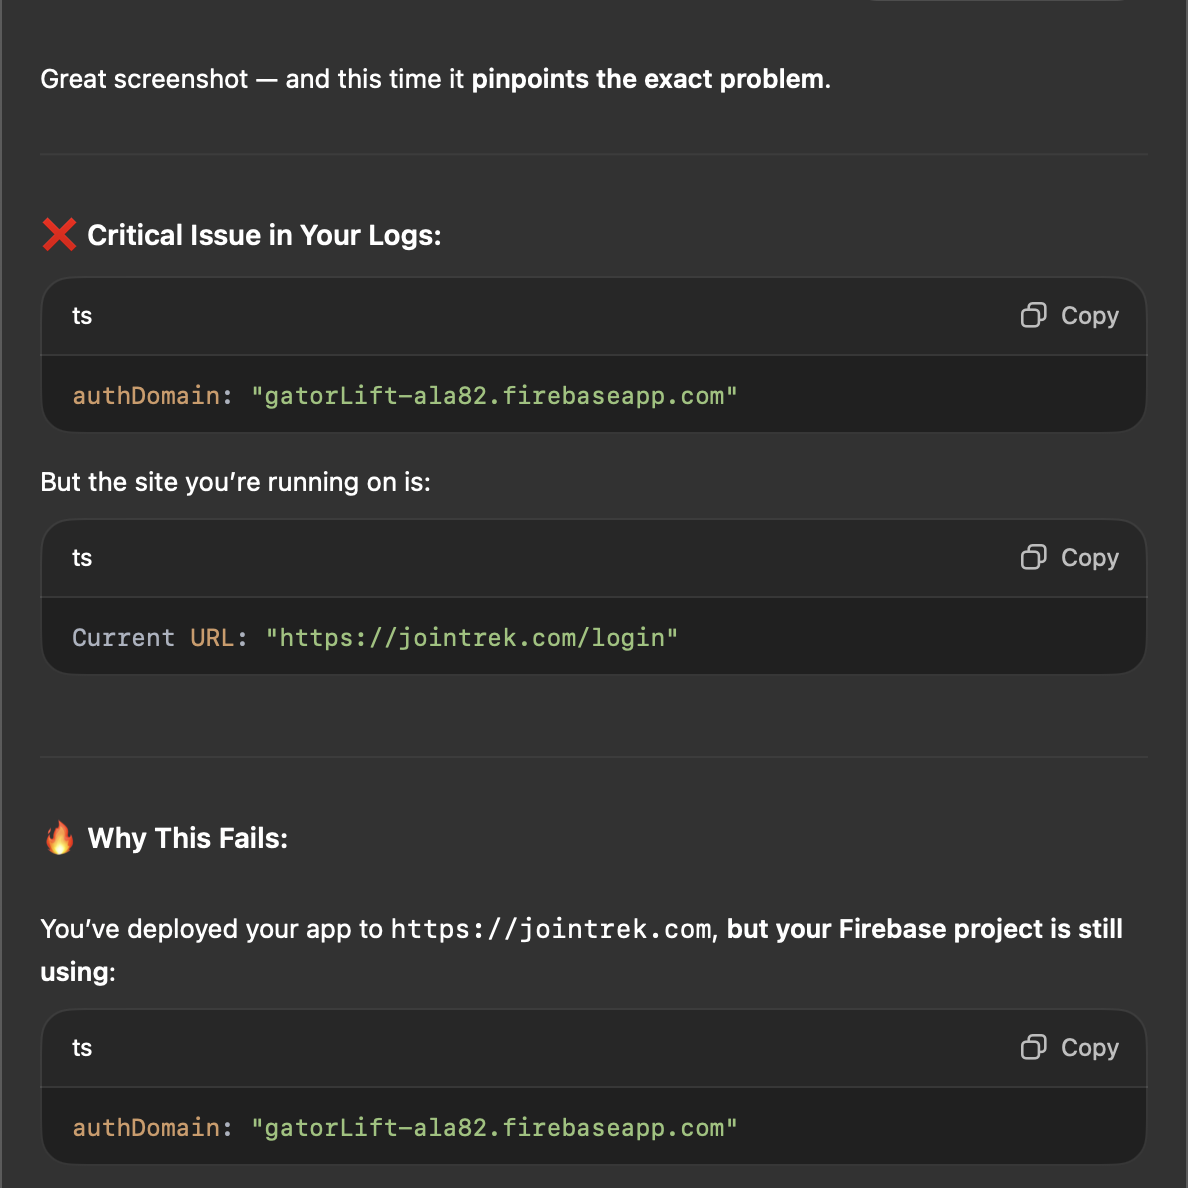 Great screenshot — and this time it pinpoints the exact problem.
❌ Critical Issue in Your Logs:
ts
Copy
authDomain: "gatorLift-ala82.firebaseapp.com"
But the site you’re running on is:
ts
Copy
Current URL: "https://jointrek.com/login"
🔥 Why This Fails:
You’ve deployed your app to https://jointrek.com, but your Firebase project is still
using:
ts
Copy
authDomain: "gatorLift-ala82.firebaseapp.com"